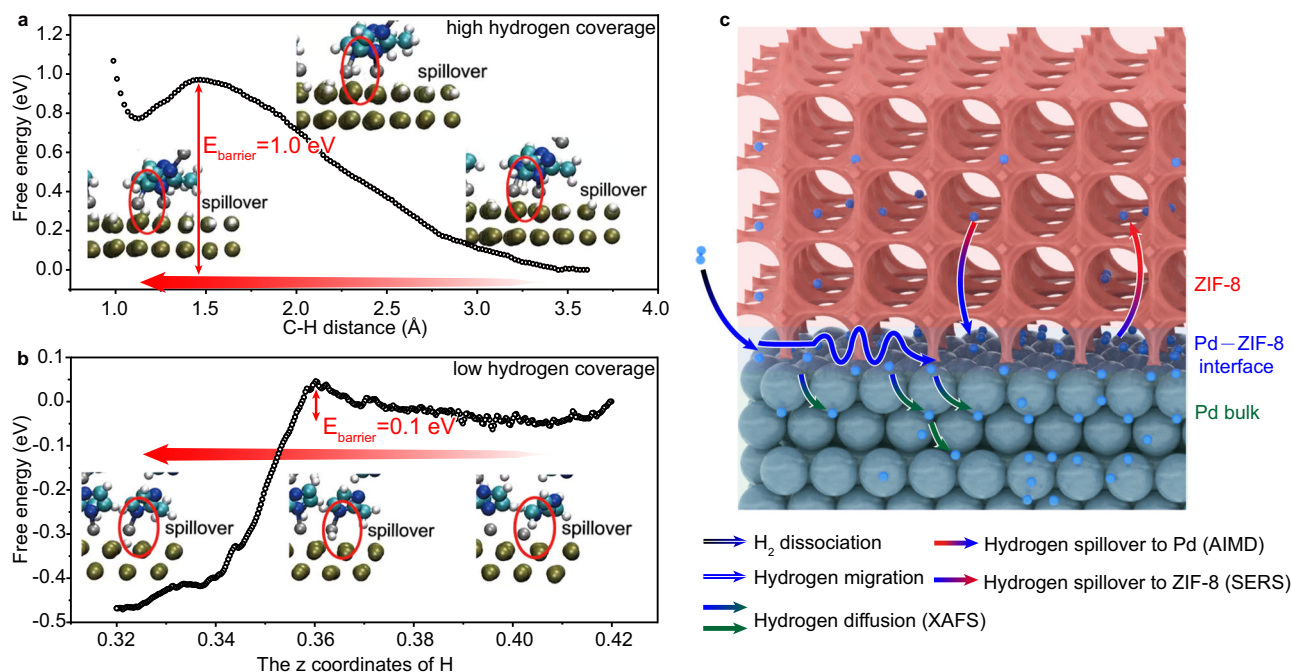 a
high hydrogen coverage
Free energy (eV)
1.2
1.0
0.8
0.6
0.4
0.2
0.0
spillover
E_barrier=1.0 eV
spillover
spillover
1.0
1.5
2.0
2.5
3.0
3.5
4.0
C-H distance (Å)
b
low hydrogen coverage
Free energy (eV)
0.1
0.0
-0.1
-0.2
-0.3
-0.4
-0.5
E_barrier=0.1 eV
spillover
spillover
spillover
0.32
0.34
0.36
0.38
0.40
0.42
The z coordinates of H
c
ZIF-8
Pd−ZIF-8
interface
Pd bulk
H₂ dissociation
Hydrogen migration
Hydrogen diffusion (XAFS)
Hydrogen spillover to Pd (AIMD)
Hydrogen spillover to ZIF-8 (SERS)